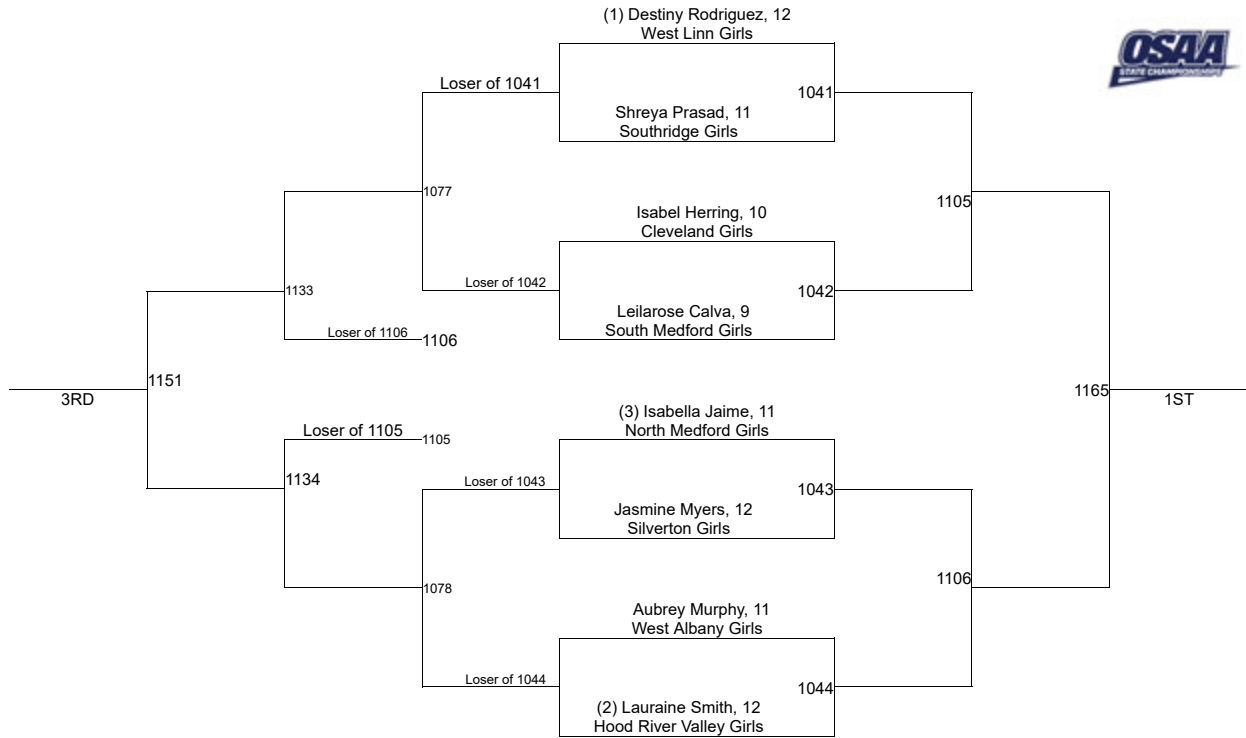 (1) Destiny Rodriguez, 12
West Linn Girls
OSAA
STATE CHAMPIONSHIPS
Loser of 1041
1041
Shreya Prasad, 11
Southridge Girls
1077
1105
Isabel Herring, 10
Cleveland Girls
Loser of 1042
1042
1133
Leilarose Calva, 9
South Medford Girls
Loser of 1106
1106
1151
3RD
1165
1ST
(3) Isabella Jaime, 11
North Medford Girls
Loser of 1105
1105
1134
Loser of 1043
1043
Jasmine Myers, 12
Silverton Girls
1078
1106
Aubrey Murphy, 11
West Albany Girls
Loser of 1044
1044
(2) Lauraine Smith, 12
Hood River Valley Girls